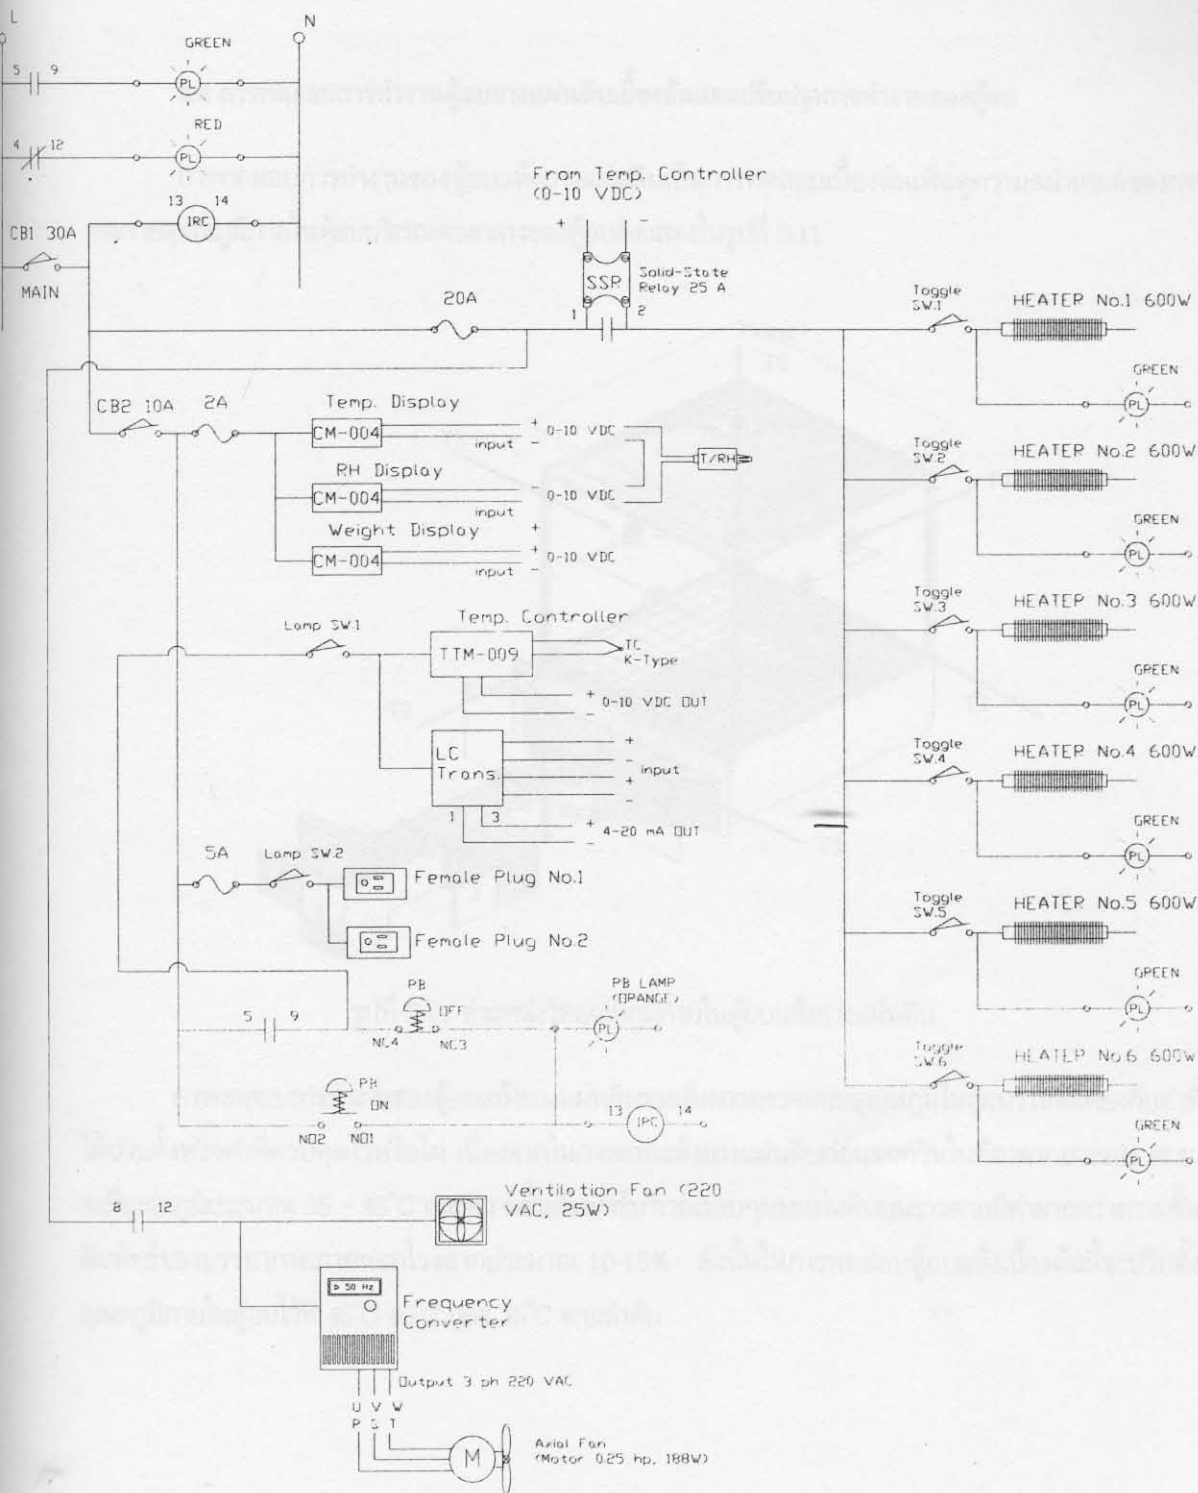 L
N
GREEN
5 9
PL
RED
4 12
PL
13 14
IRC
CB1 30A
MAIN
From Temp. Controller
(0-10 VDC)
+ -
SSR
Solid-State
Relay 25 A
20A
1 2
Toggle
SW.1
HEATER No.1 600W
GREEN
PL
CB2 10A
2A
Temp. Display
CM-004
input
+
-
0-10 VDC
T/RH
RH Display
CM-004
input
-
0-10 VDC
Weight Display
+
CM-004
input
+
-
0-10 VDC
Toggle
SW.2
HEATER No.2 600W
GREEN
PL
Lamp SW.1
Temp. Controller
TTM-009
TC
K-Type
+
-
0-10 VDC OUT
Toggle
SW.3
HEATER No.3 600W
GREEN
PL
LC
Trans.
+
-
input
+
-
1 3
+
-
4-20 mA OUT
Toggle
SW.4
HEATER No.4 600W
GREEN
PL
5A
Lamp SW.2
Female Plug No.1
Female Plug No.2
Toggle
SW.5
HEATER No.5 600W
GREEN
PL
5 9
PB
OFF
NC4 NC3
PB LAMP
(ORANGE)
PL
PB
ON
NO2 NO1
13 14
IRC
Toggle
SW.6
HEATER No.6 600W
GREEN
PL
8 12
Ventilation Fan (220
VAC, 25W)
50 Hz
Frequency
Converter
Output 3 ph 220 VAC
U V W
R S T
M
Axial Fan
(Motor 0.25 hp, 188W)